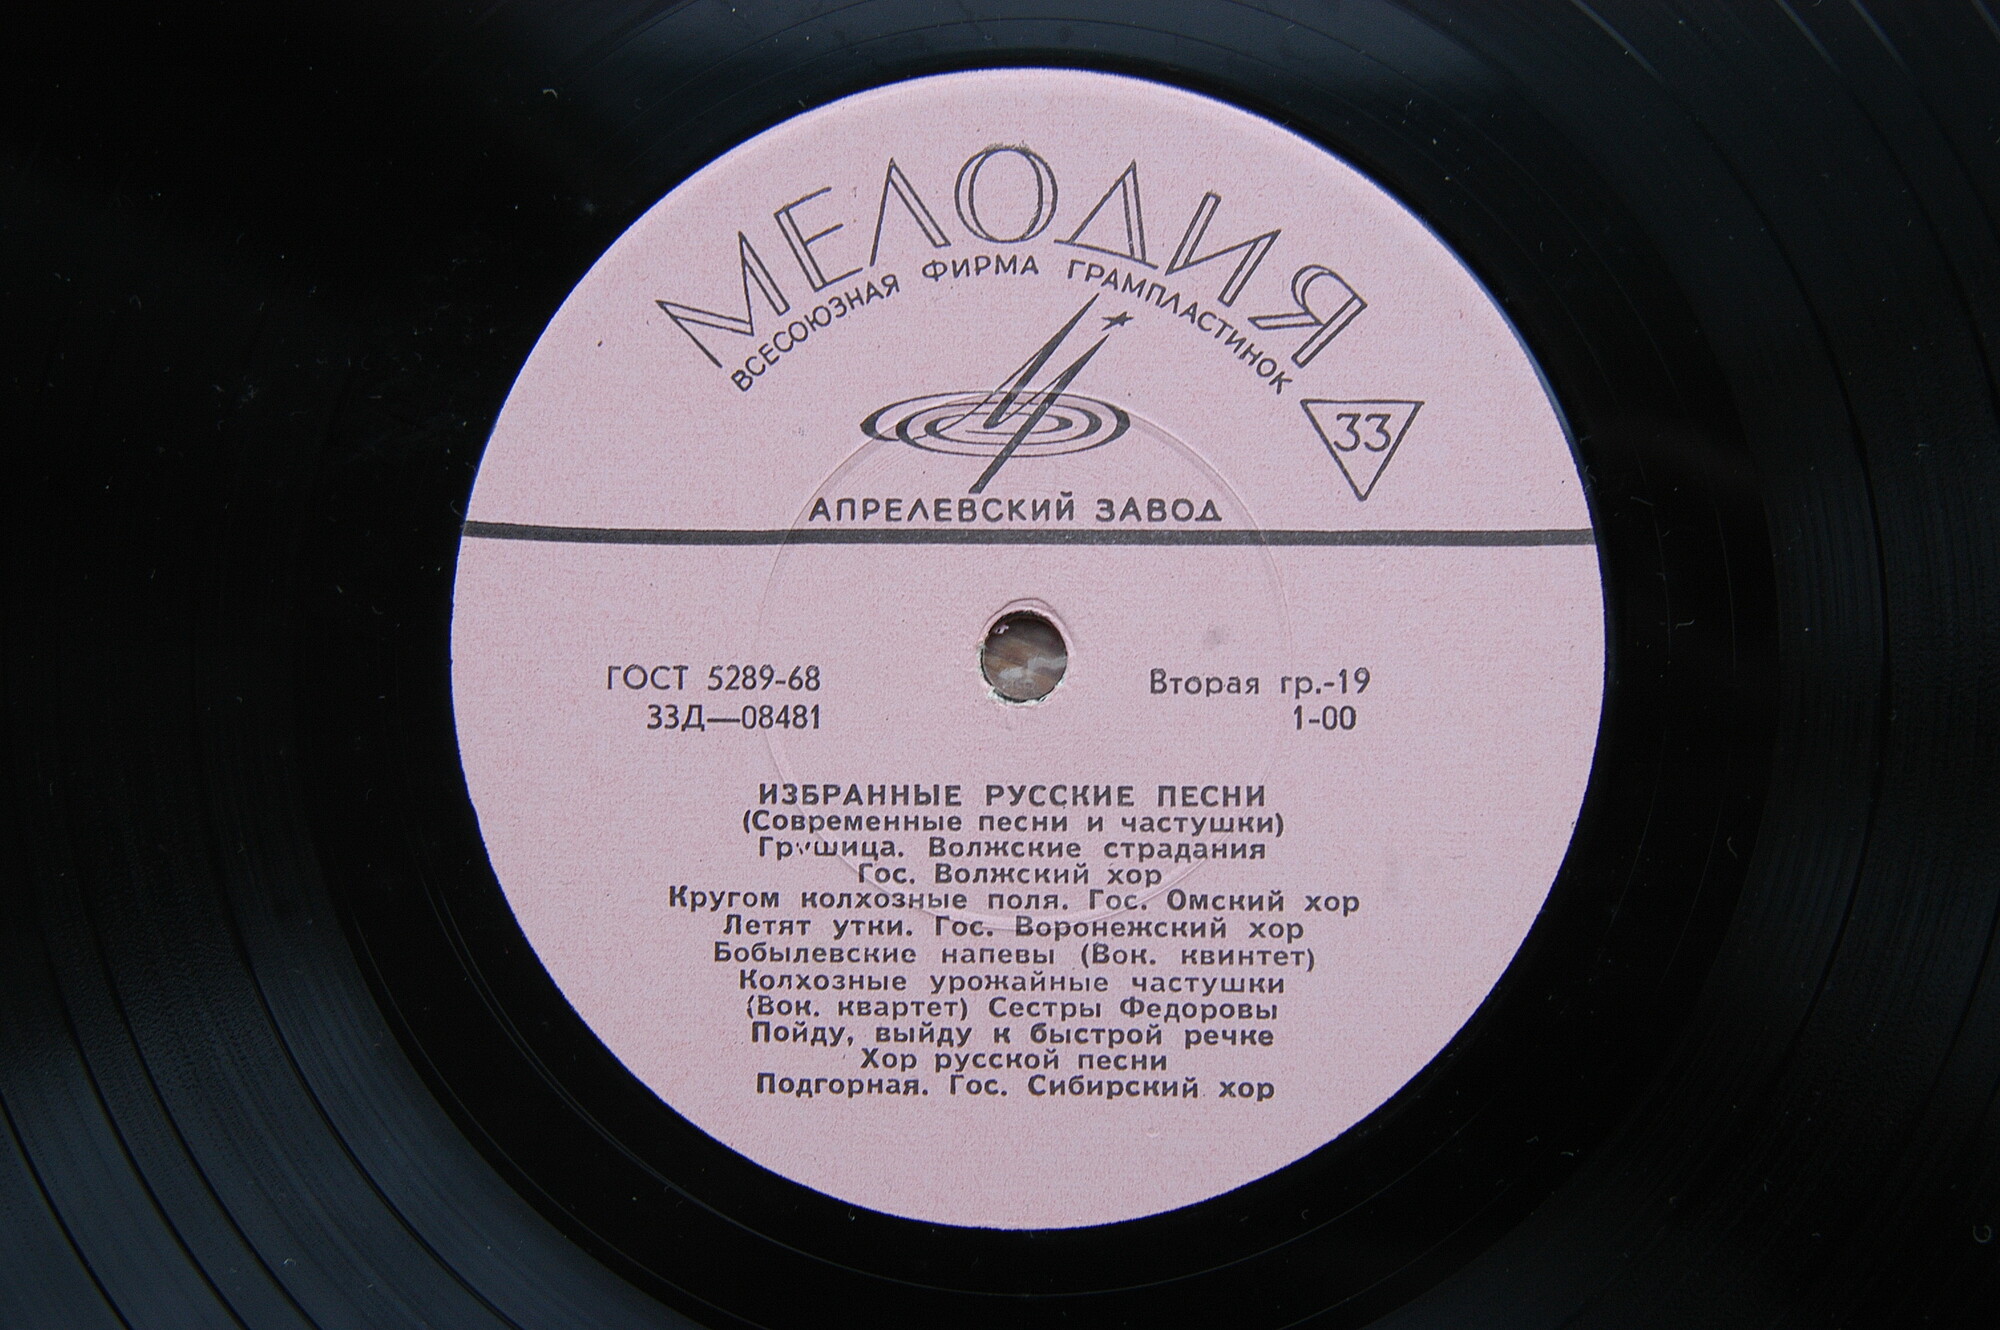 МЕЛОДИЯ
ВСЕСОЮЗНАЯ ФИРМА ГРАМПЛАСТИНОК
33
АПРЕЛЕВСКИЙ ЗАВОД
ГОСТ 5289-68
Вторая гр.-19
33Д—08481
1-00
ИЗБРАННЫЕ РУССКИЕ ПЕСНИ
(Современные песни и частушки)
Грушица. Волжские страдания
Гос. Волжский хор
Кругом колхозные поля. Гос. Омский хор
Летят утки. Гос. Воронежский хор
Бобылевские напевы (Вок. квинтет)
Колхозные урожайные частушки
(Вок. квартет) Сестры Федоровы
Пойду, выйду к быстрой речке
Хор русской песни
Подгорная. Гос. Сибирский хор